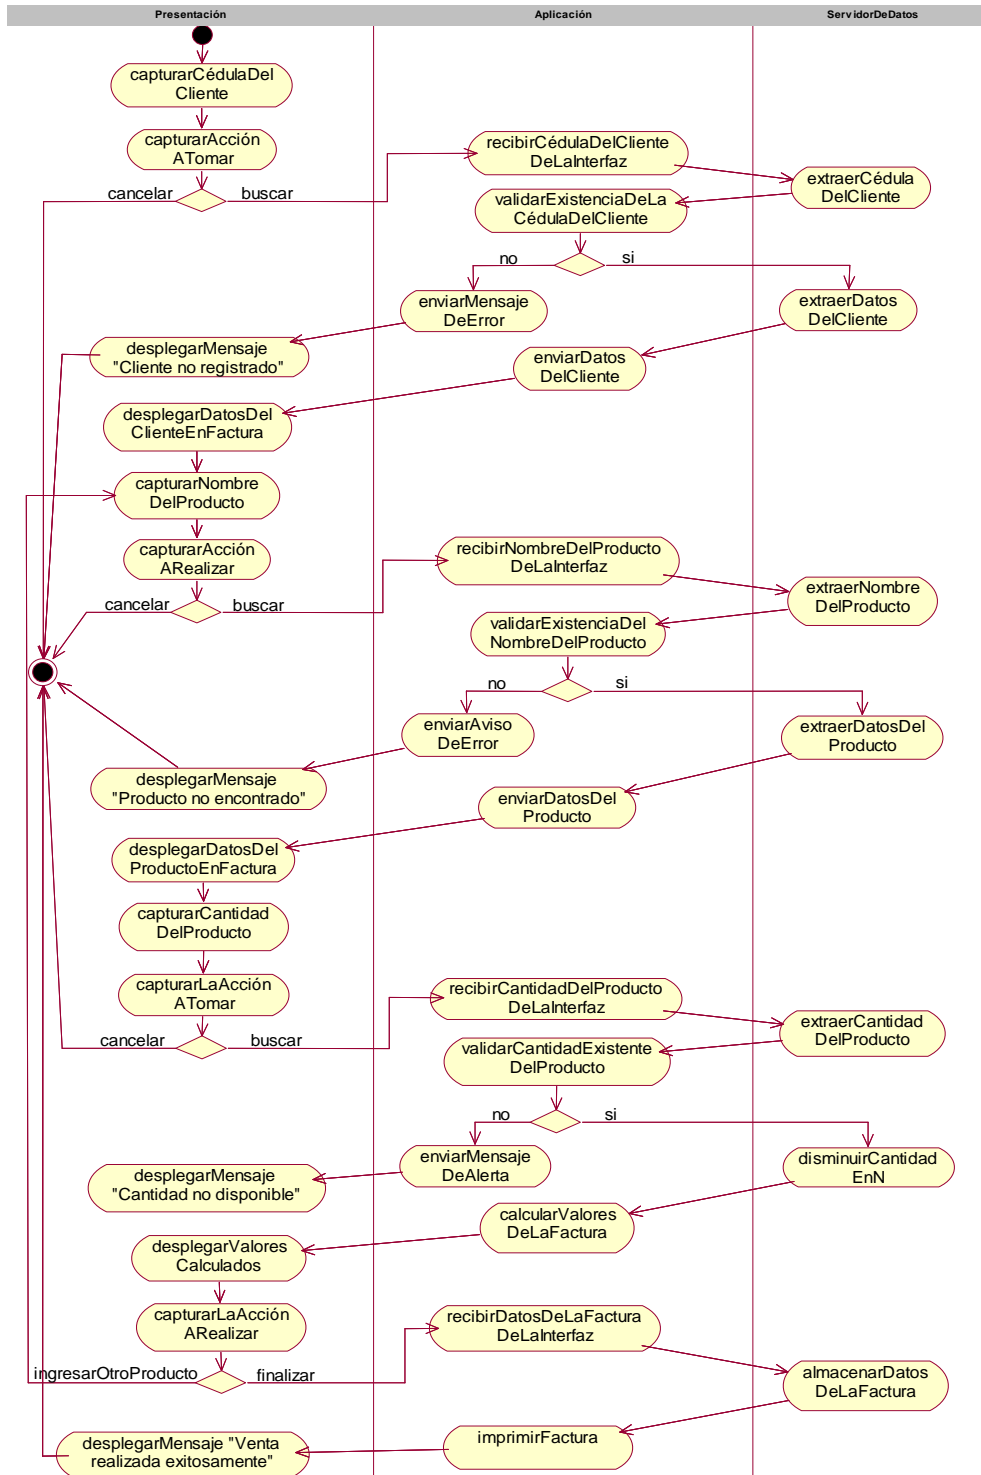 Presentación
Aplicación
ServidorDeDatos
capturarCédulaDel
Cliente
capturarAcción
ATomar
recibirCédulaDelCliente
DeLaInterfaz
cancelar
buscar
extraerCédula
DelCliente
validarExistenciaDeLa
CédulaDelCliente
no
si
enviarMensaje
DeError
extraerDatos
DelCliente
desplegarMensaje
"Cliente no registrado"
enviarDatos
DelCliente
desplegarDatosDel
ClienteEnFactura
capturarNombre
DelProducto
capturarAcción
ARealizar
recibirNombreDelProducto
DeLaInterfaz
cancelar
buscar
extraerNombre
DelProducto
validarExistenciaDel
NombreDelProducto
no
si
enviarAviso
DeError
extraerDatosDel
Producto
desplegarMensaje
"Producto no encontrado"
enviarDatosDel
Producto
desplegarDatosDel
ProductoEnFactura
capturarCantidad
DelProducto
capturarLaAcción
ATomar
recibirCantidadDelProducto
DeLaInterfaz
cancelar
buscar
extraerCantidad
DelProducto
validarCantidadExistente
DelProducto
no
si
enviarMensaje
DeAlerta
disminuirCantidad
EnN
desplegarMensaje
"Cantidad no disponible"
calcularValores
DeLaFactura
desplegarValores
Calculados
capturarLaAcción
ARealizar
recibirDatosDeLaFactura
DeLaInterfaz
ingresarOtroProducto
finalizar
almacenarDatos
DeLaFactura
imprimirFactura
desplegarMensaje "Venta
realizada exitosamente"